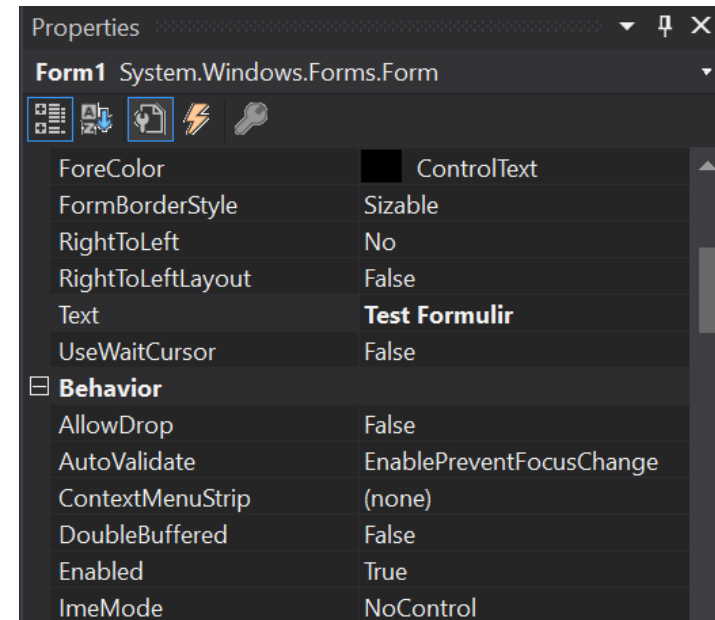 Properties
Form1 System.Windows.Forms.Form
ForeColor ControlText
FormBorderStyle Sizable
RightToLeft No
RightToLeftLayout False
Text Test Formulir
UseWaitCursor False
Behavior
AllowDrop False
AutoValidate EnablePreventFocusChange
ContextMenuStrip (none)
DoubleBuffered False
Enabled True
ImeMode NoControl